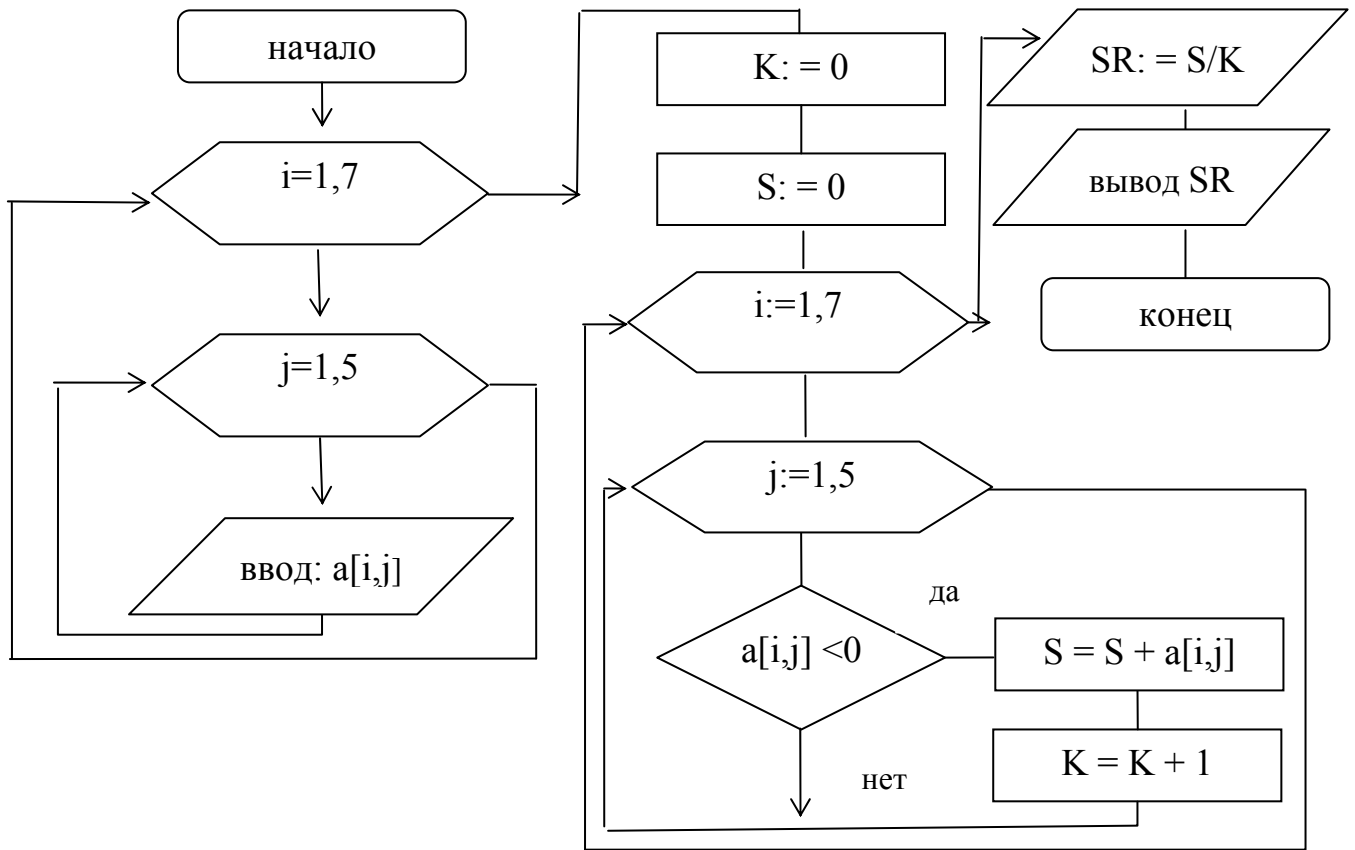 начало
i=1,7
j=1,5
ввод: a[i,j]
K: = 0
S: = 0
i:=1,7
j:=1,5
a[i,j] <0
да
нет
S = S + a[i,j]
K = K + 1
SR: = S/K
вывод SR
конец